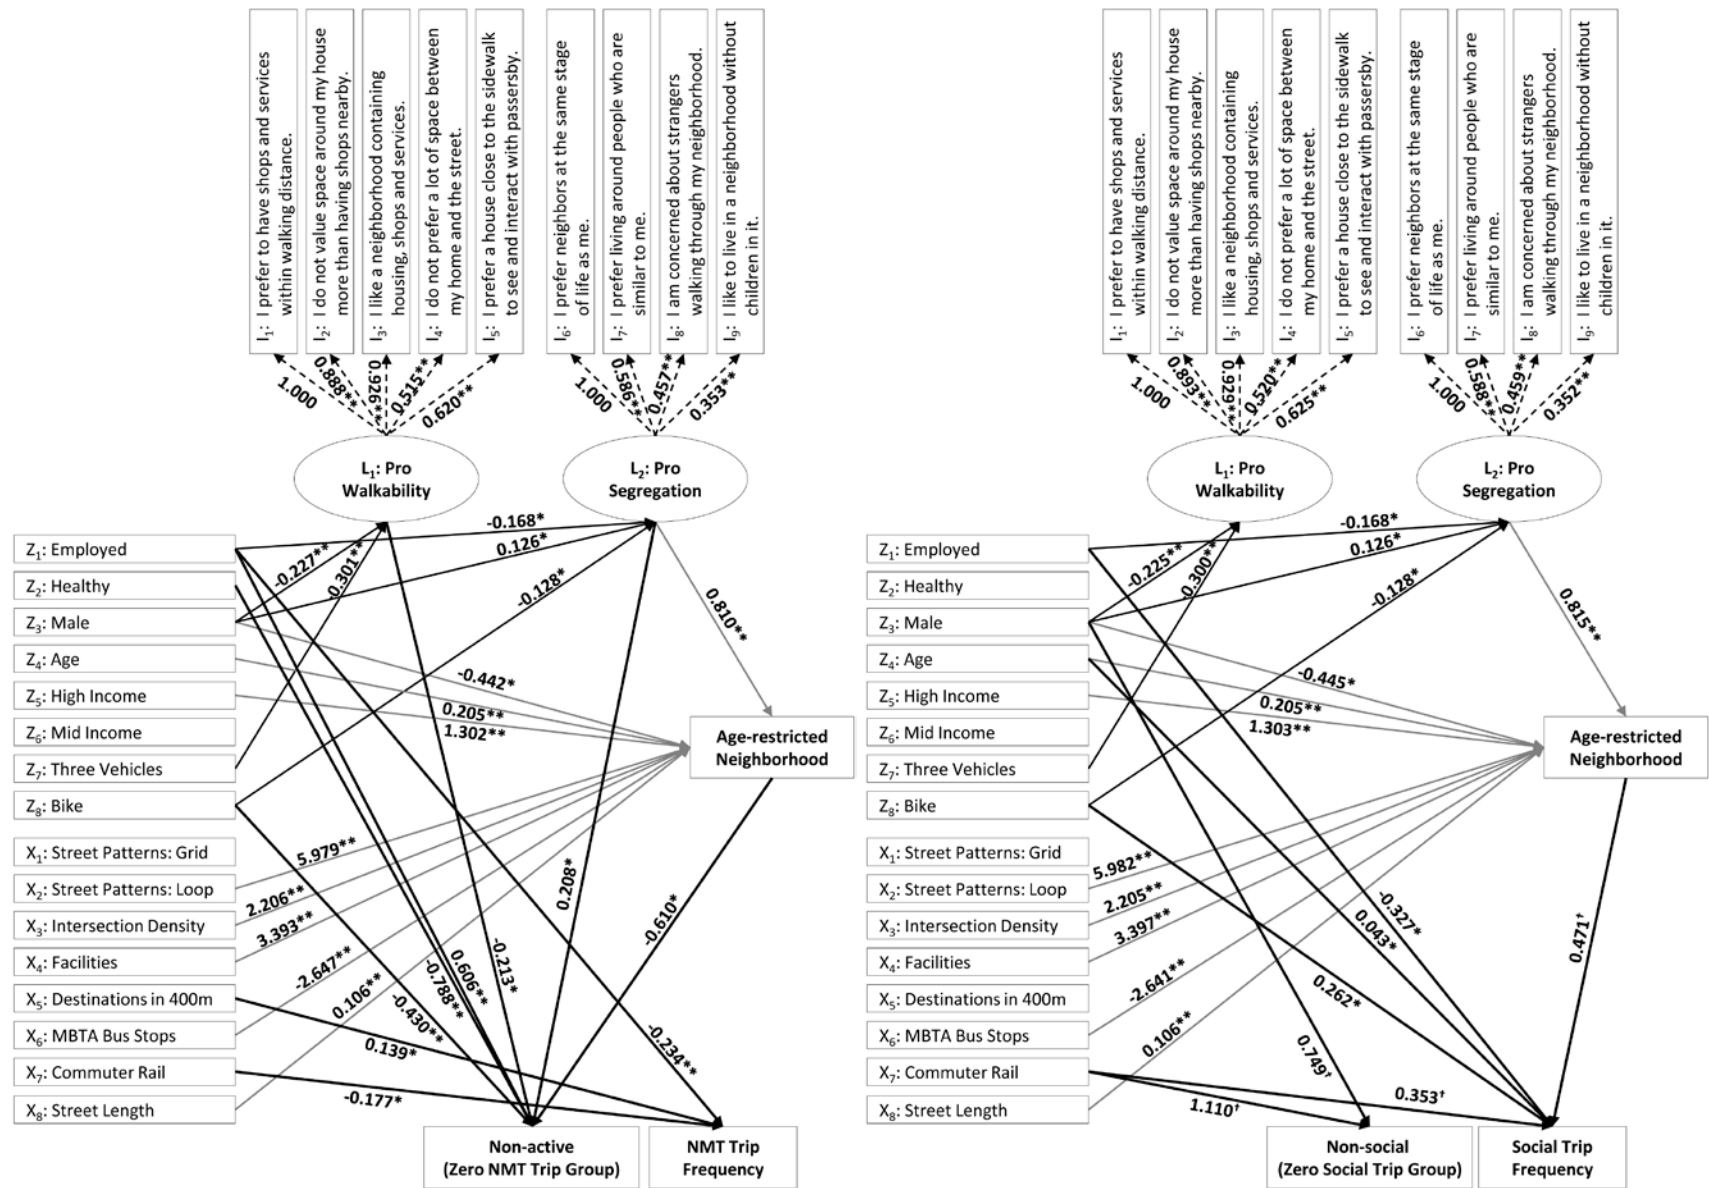 I1: I prefer to have shops and services
within walking distance.
I2: I do not value space around my house
more than having shops nearby.
I3: I like a neighborhood containing
housing, shops and services.
I4: I do not prefer a lot of space between
my home and the street.
I5: I prefer a house close to the sidewalk
to see and interact with passersby.
I6: I prefer neighbors at the same stage
of life as me.
I7: I prefer living around people who are
similar to me.
I8: I am concerned about strangers
walking through my neighborhood.
I9: I like to live in a neighborhood without
children in it.
1.000
0.888**
0.926**
0.515**
0.620**
1.000
0.586**
0.457**
0.353**
L1: Pro
Walkability
L2: Pro
Segregation
Z1: Employed
Z2: Healthy
Z3: Male
Z4: Age
Z5: High Income
Z6: Mid Income
Z7: Three Vehicles
Z8: Bike
X1: Street Patterns: Grid
X2: Street Patterns: Loop
X3: Intersection Density
X4: Facilities
X5: Destinations in 400m
X6: MBTA Bus Stops
X7: Commuter Rail
X8: Street Length
-0.168*
-0.227**
0.126*
-0.301**
-0.128*
0.810**
-0.442*
0.205**
1.302**
Age-restricted
Neighborhood
5.979**
2.206**
3.393**
-2.647**
0.106**
0.208*
-0.610*
-0.213*
0.606**
-0.788**
-0.430**
0.139*
-0.234**
-0.177*
Non-active
(Zero NMT Trip Group)
NMT Trip
Frequency
I1: I prefer to have shops and services
within walking distance.
I2: I do not value space around my house
more than having shops nearby.
I3: I like a neighborhood containing
housing, shops and services.
I4: I do not prefer a lot of space between
my home and the street.
I5: I prefer a house close to the sidewalk
to see and interact with passersby.
I6: I prefer neighbors at the same stage
of life as me.
I7: I prefer living around people who are
similar to me.
I8: I am concerned about strangers
walking through my neighborhood.
I9: I like to live in a neighborhood without
children in it.
1.000
0.893**
0.929**
0.520**
0.625**
1.000
0.588**
0.459**
0.352**
L1: Pro
Walkability
L2: Pro
Segregation
Z1: Employed
Z2: Healthy
Z3: Male
Z4: Age
Z5: High Income
Z6: Mid Income
Z7: Three Vehicles
Z8: Bike
X1: Street Patterns: Grid
X2: Street Patterns: Loop
X3: Intersection Density
X4: Facilities
X5: Destinations in 400m
X6: MBTA Bus Stops
X7: Commuter Rail
X8: Street Length
-0.168*
-0.225**
0.126*
-0.300**
-0.128*
0.815**
-0.445*
0.205**
1.303**
Age-restricted
Neighborhood
5.982**
2.205**
3.397**
-2.641**
0.106**
-0.327*
0.043*
0.471†
0.262*
0.749†
0.353†
1.110†
Non-social
(Zero Social Trip Group)
Social Trip
Frequency